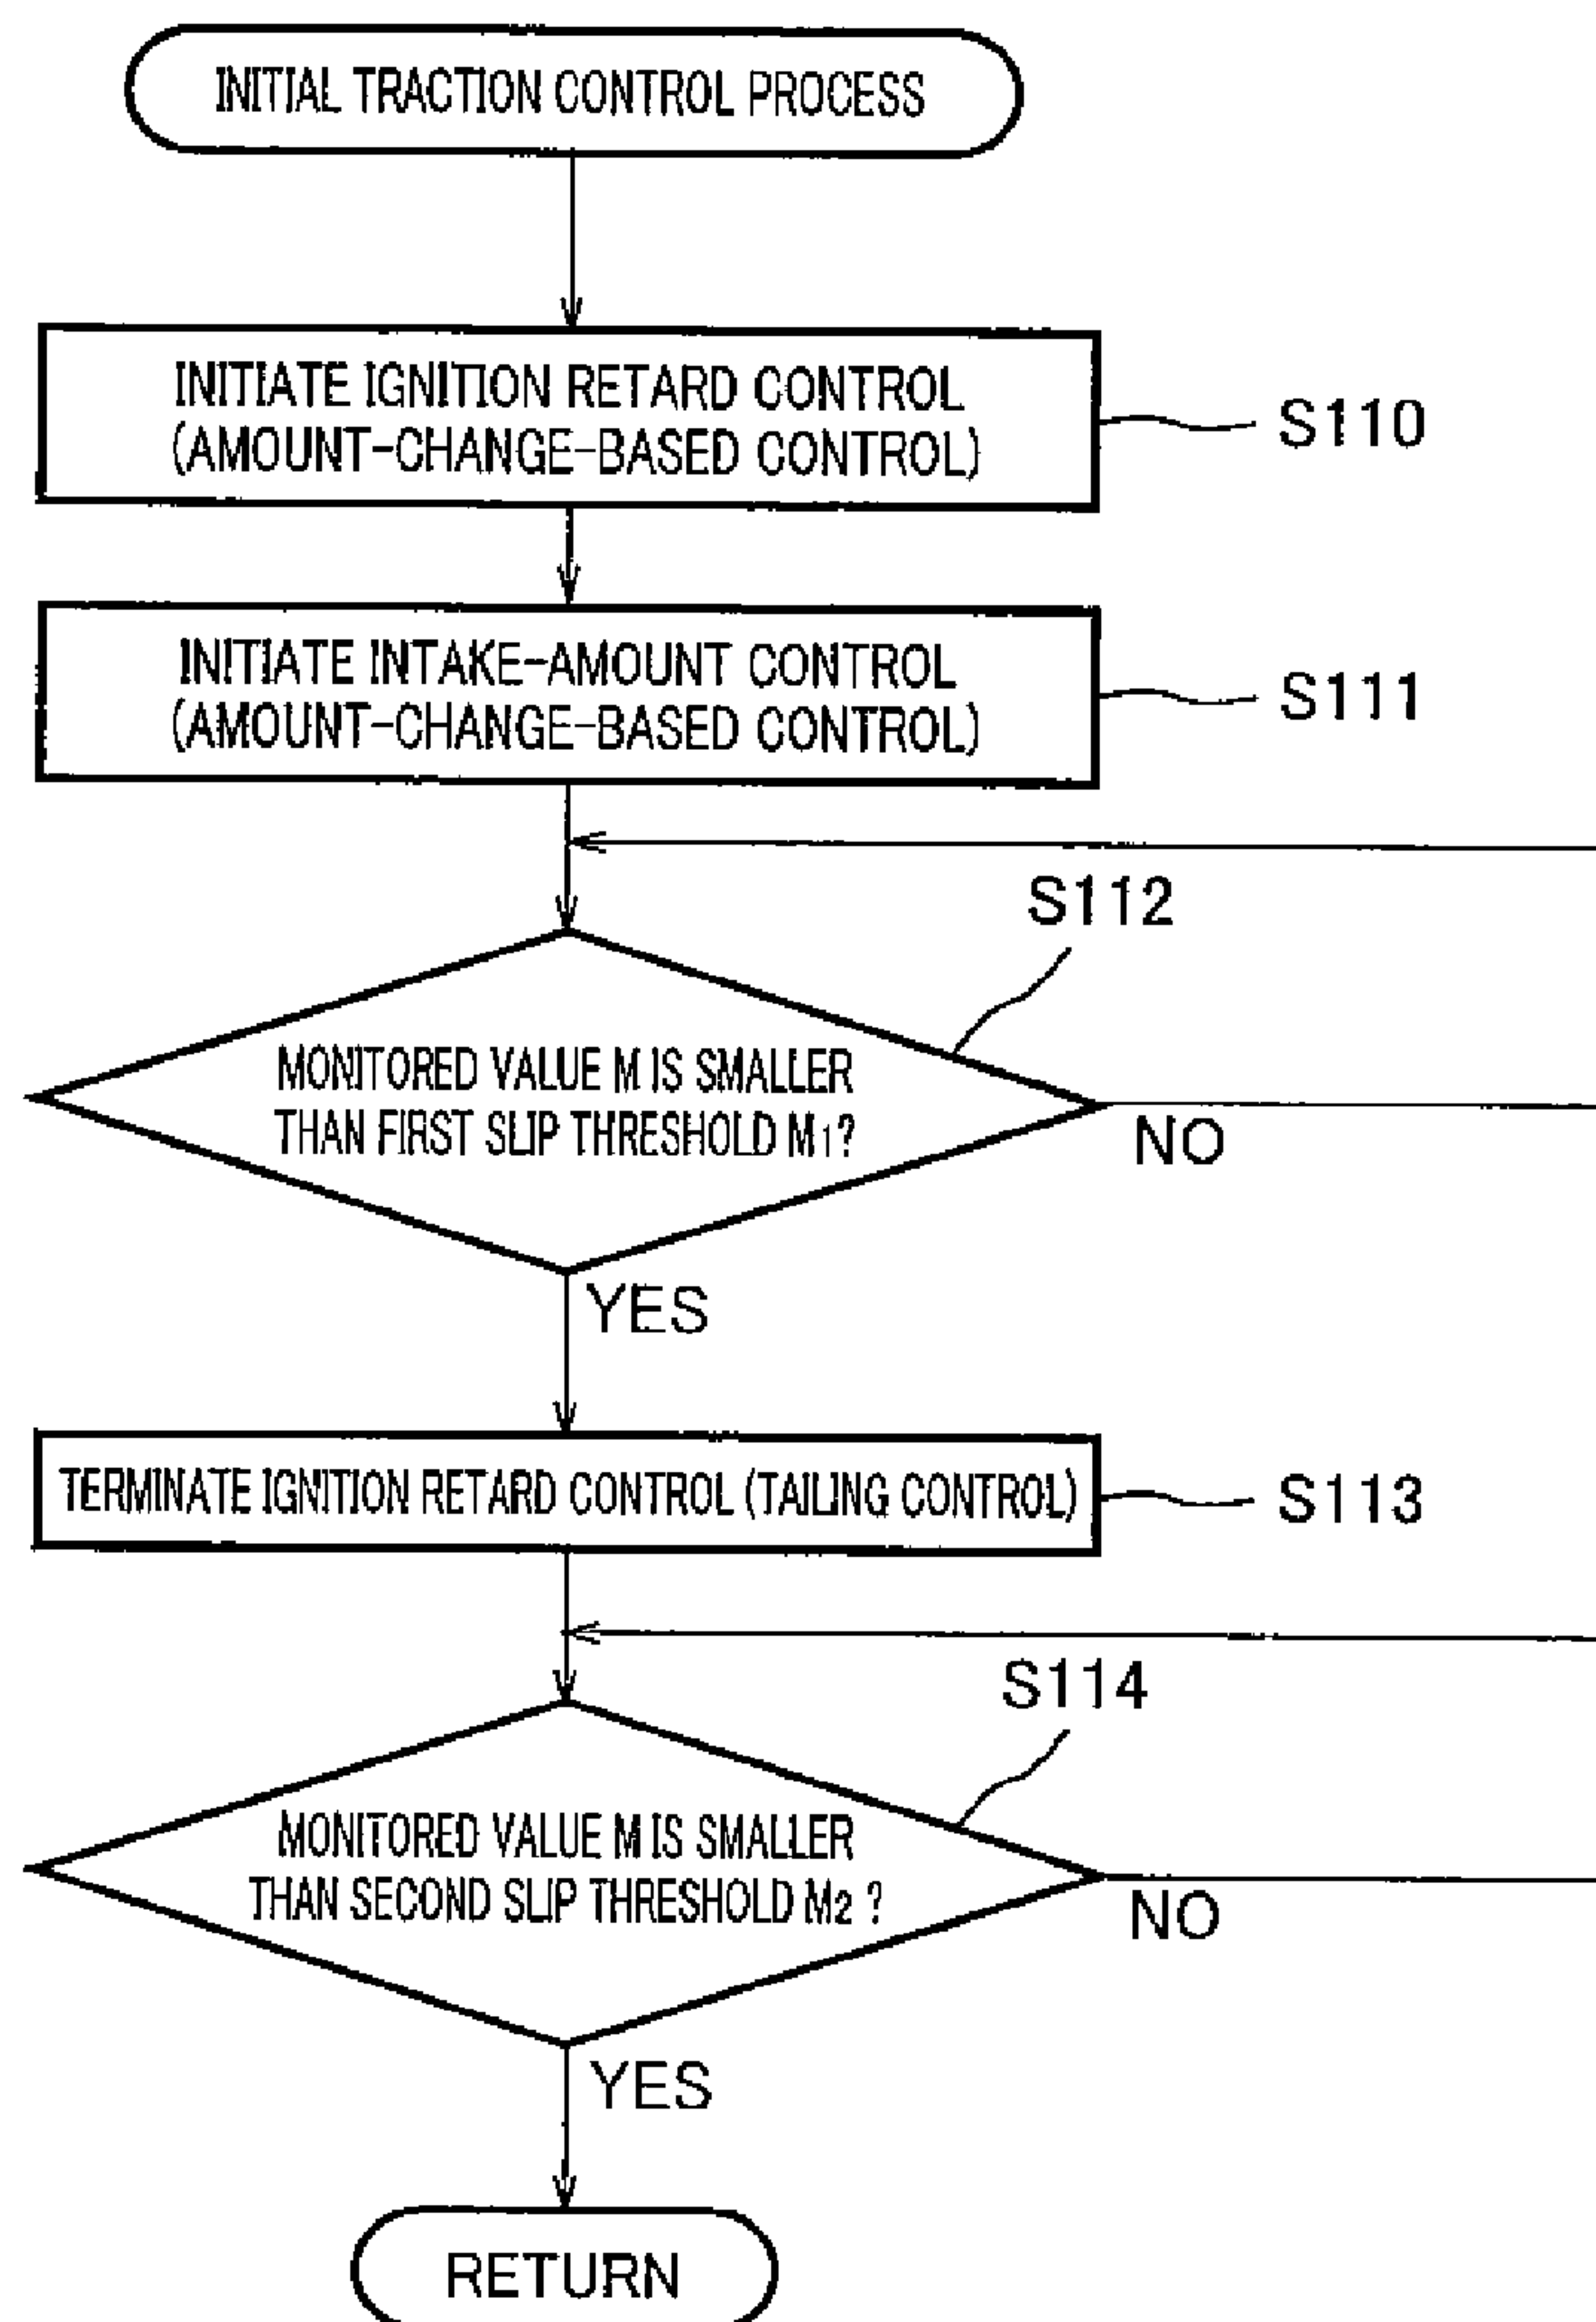 INITIAL TRACTION CONTROL PROCESS
INITIATE IGNITION RETARD CONTROL
(AMOUNT-CHANGE-BASED CONTROL)
S110
INITIATE INTAKE-AMOUNT CONTROL
(AMOUNT-CHANGE-BASED CONTROL)
S111
S112
MONITORED VALUE M IS SMALLER
THAN FIRST SLIP THRESHOLD M1?
NO
YES
TERMINATE IGNITION RETARD CONTROL (TAILING CONTROL)
S113
S114
MONITORED VALUE M IS SMALLER
THAN SECOND SLIP THRESHOLD M2 ?
NO
YES
RETURN